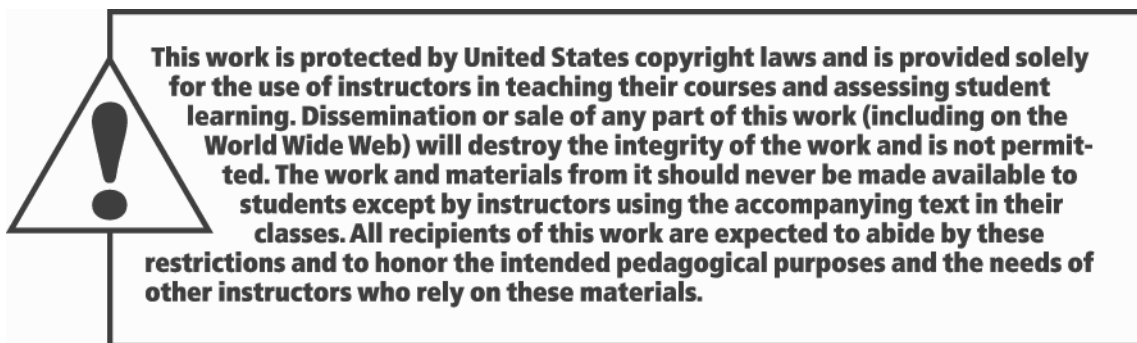 This work is protected by United States copyright laws and is provided solely
for the use of instructors in teaching their courses and assessing student
learning. Dissemination or sale of any part of this work (including on the
World Wide Web) will destroy the integrity of the work and is not permit-
ted. The work and materials from it should never be made available to
students except by instructors using the accompanying text in their
classes. All recipients of this work are expected to abide by these
restrictions and to honor the intended pedagogical purposes and the needs of
other instructors who rely on these materials.